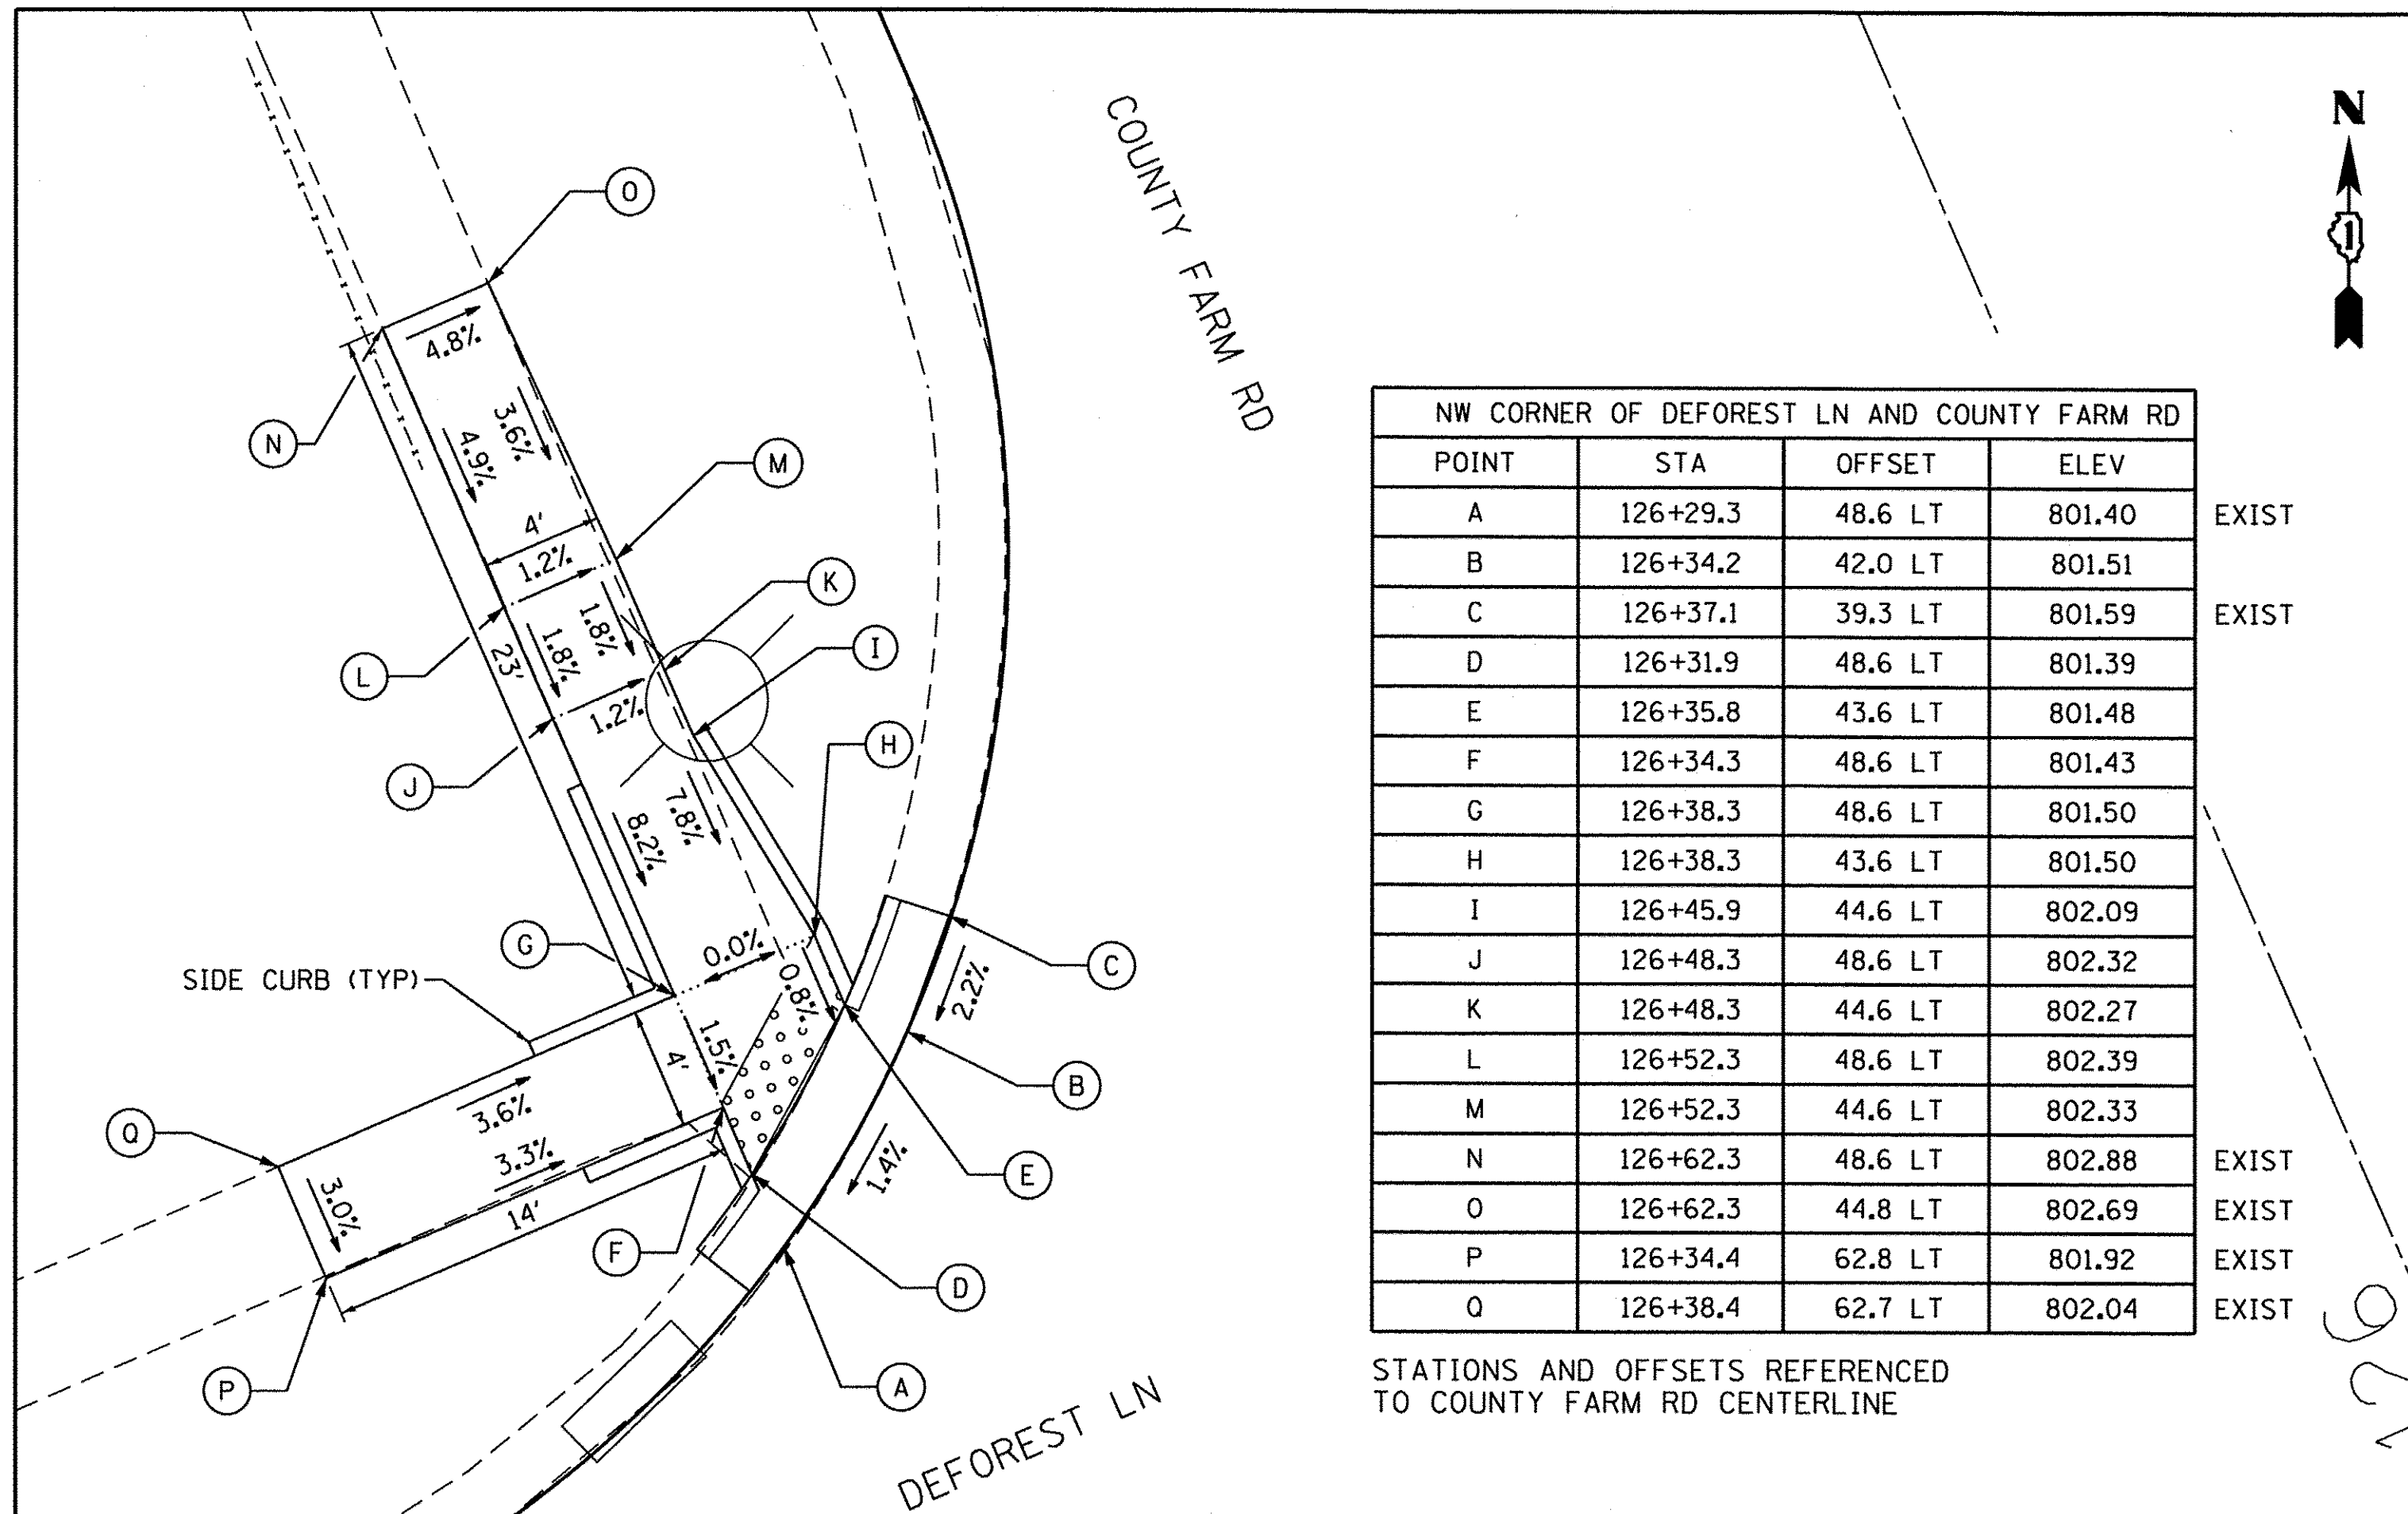 COUNTY FARM RD
N
1
O
4.8%
N
3.6%
4.9%
M
4'
1.2%
K
1.8%
1.8%
I
L
23'
1.2%
H
J
7.8%
8.2%
G
0.0%
SIDE CURB (TYP)
0.8%
C
2.2%
1.5%
4'
B
3.6%
Q
3.3%
1.4%
E
3.0%
14'
F
D
P
A
DEFOREST LN
NW CORNER OF DEFOREST LN AND COUNTY FARM RD
POINT STA OFFSET ELEV
A 126+29.3 48.6 LT 801.40 EXIST
B 126+34.2 42.0 LT 801.51
C 126+37.1 39.3 LT 801.59 EXIST
D 126+31.9 48.6 LT 801.39
E 126+35.8 43.6 LT 801.48
F 126+34.3 48.6 LT 801.43
G 126+38.3 48.6 LT 801.50
H 126+38.3 43.6 LT 801.50
I 126+45.9 44.6 LT 802.09
J 126+48.3 48.6 LT 802.32
K 126+48.3 44.6 LT 802.27
L 126+52.3 48.6 LT 802.39
M 126+52.3 44.6 LT 802.33
N 126+62.3 48.6 LT 802.88 EXIST
O 126+62.3 44.8 LT 802.69 EXIST
P 126+34.4 62.8 LT 801.92 EXIST
Q 126+38.4 62.7 LT 802.04 EXIST
STATIONS AND OFFSETS REFERENCED
TO COUNTY FARM RD CENTERLINE